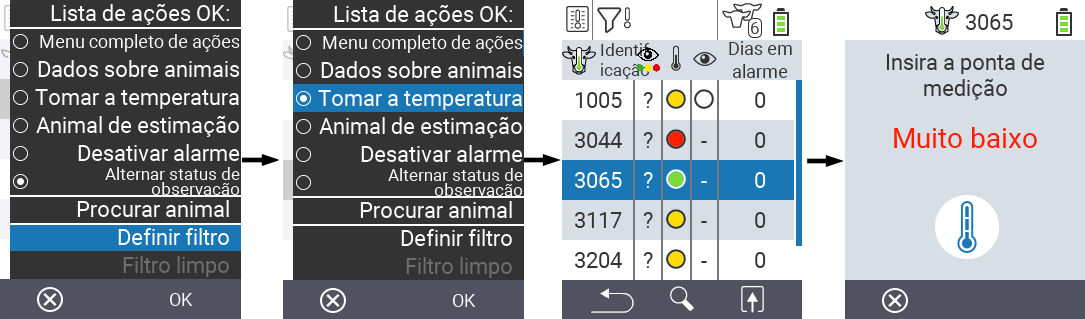 Lista de ações OK:
Menu completo de ações
Dados sobre animais
Tomar a temperatura
Animal de estimação
Desativar alarme
Alternar status de
observação
Procurar animal
Definir filtro
Filtro limpo
OK
Lista de ações OK:
Menu completo de ações
Dados sobre animais
Tomar a temperatura
Animal de estimação
Desativar alarme
Alternar status de
observação
Procurar animal
Definir filtro
Filtro limpo
OK
6
Identif
icação
Dias em
alarme
1005 ? 0
3044 ? - 0
3065 ? - 0
3117 ? - 0
3204 ? - 0
3065
Insira a ponta de
medição
Muito baixo